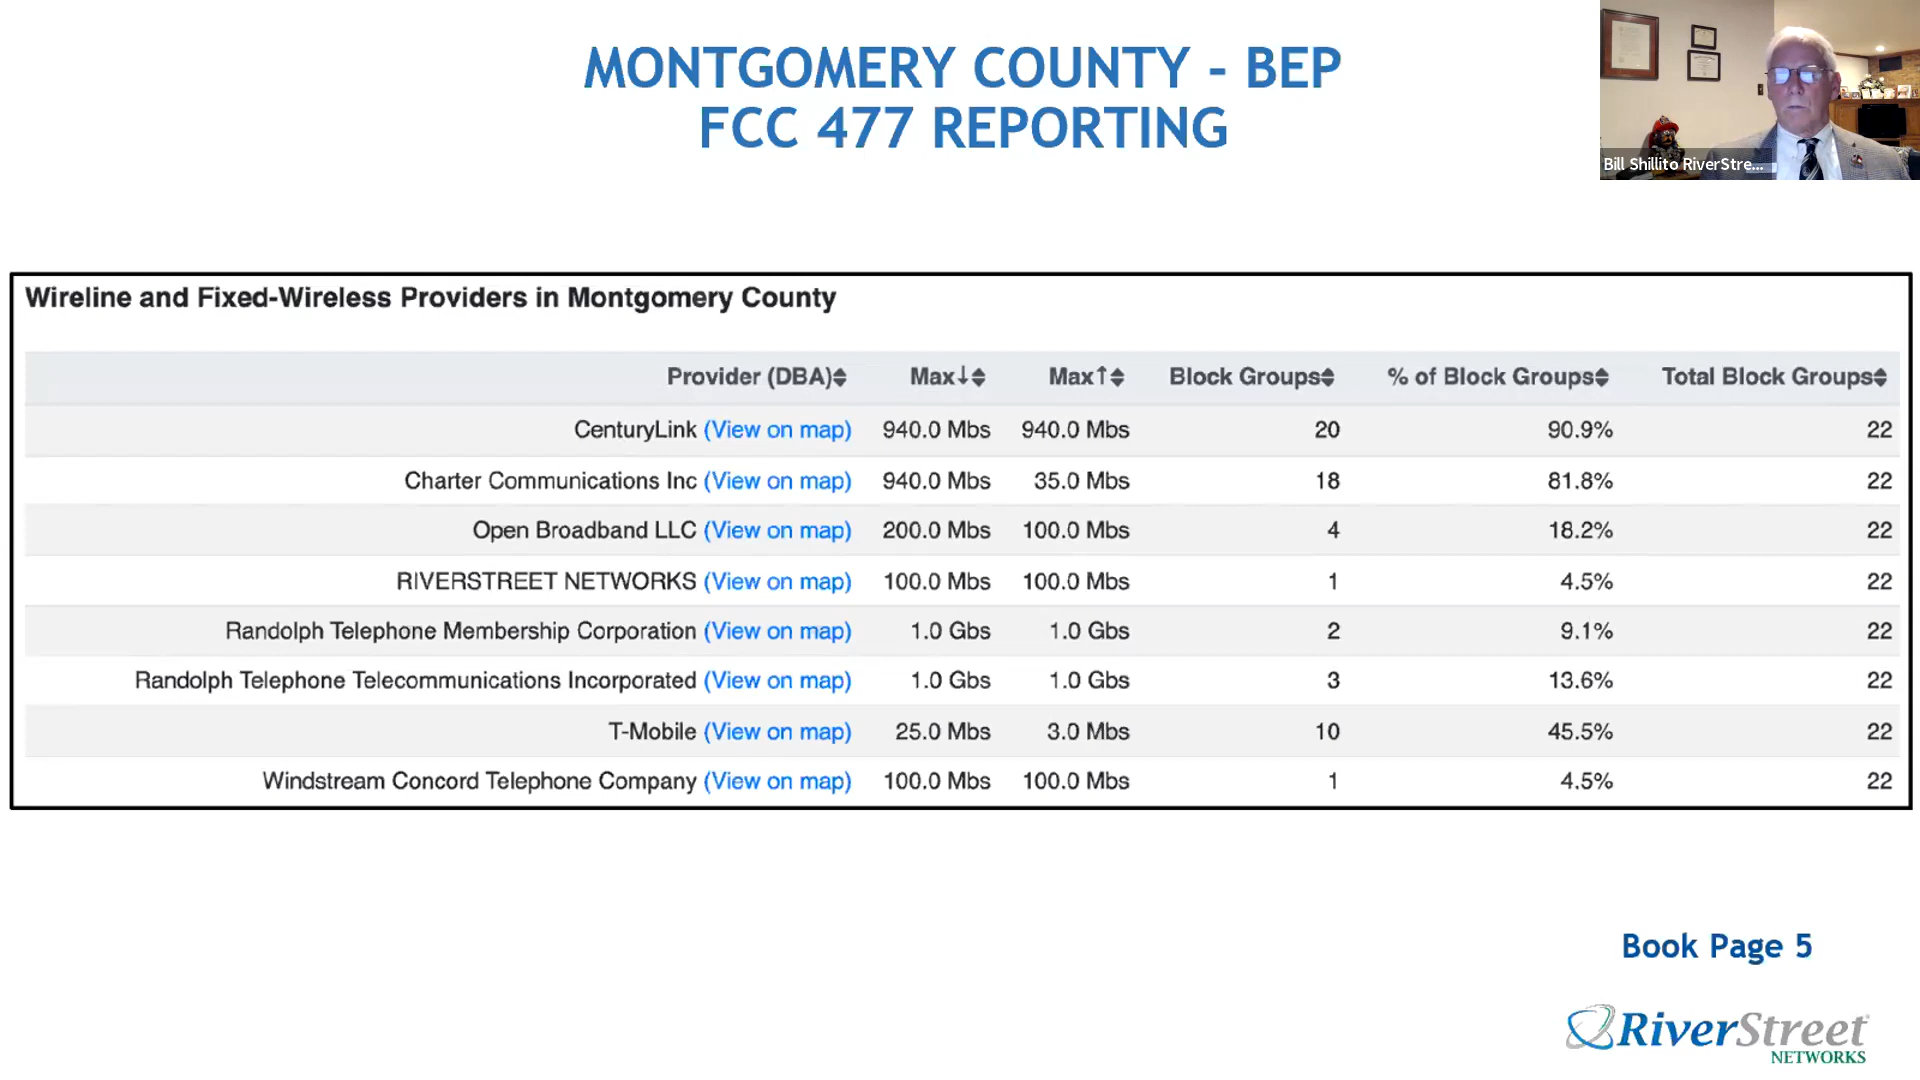 MONTGOMERY COUNTY - BEP
FCC 477 REPORTING
Bill Shillito RiverStre...
Wireline and Fixed-Wireless Providers in Montgomery County
Provider (DBA) Max↓ Max↑ Block Groups % of Block Groups Total Block Groups
CenturyLink (View on map) 940.0 Mbs 940.0 Mbs 20 90.9% 22
Charter Communications Inc (View on map) 940.0 Mbs 35.0 Mbs 18 81.8% 22
Open Broadband LLC (View on map) 200.0 Mbs 100.0 Mbs 4 18.2% 22
RIVERSTREET NETWORKS (View on map) 100.0 Mbs 100.0 Mbs 1 4.5% 22
Randolph Telephone Membership Corporation (View on map) 1.0 Gbs 1.0 Gbs 2 9.1% 22
Randolph Telephone Telecommunications Incorporated (View on map) 1.0 Gbs 1.0 Gbs 3 13.6% 22
T-Mobile (View on map) 25.0 Mbs 3.0 Mbs 10 45.5% 22
Windstream Concord Telephone Company (View on map) 100.0 Mbs 100.0 Mbs 1 4.5% 22
Book Page 5
RiverStreet
NETWORKS